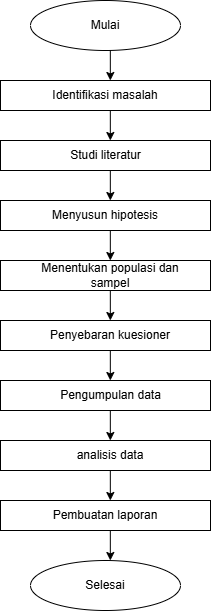 Mulai
Identifikasi masalah
Studi literatur
Menyusun hipotesis
Menentukan populasi dan
sampel
Penyebaran kuesioner
Pengumpulan data
analisis data
Pembuatan laporan
Selesai